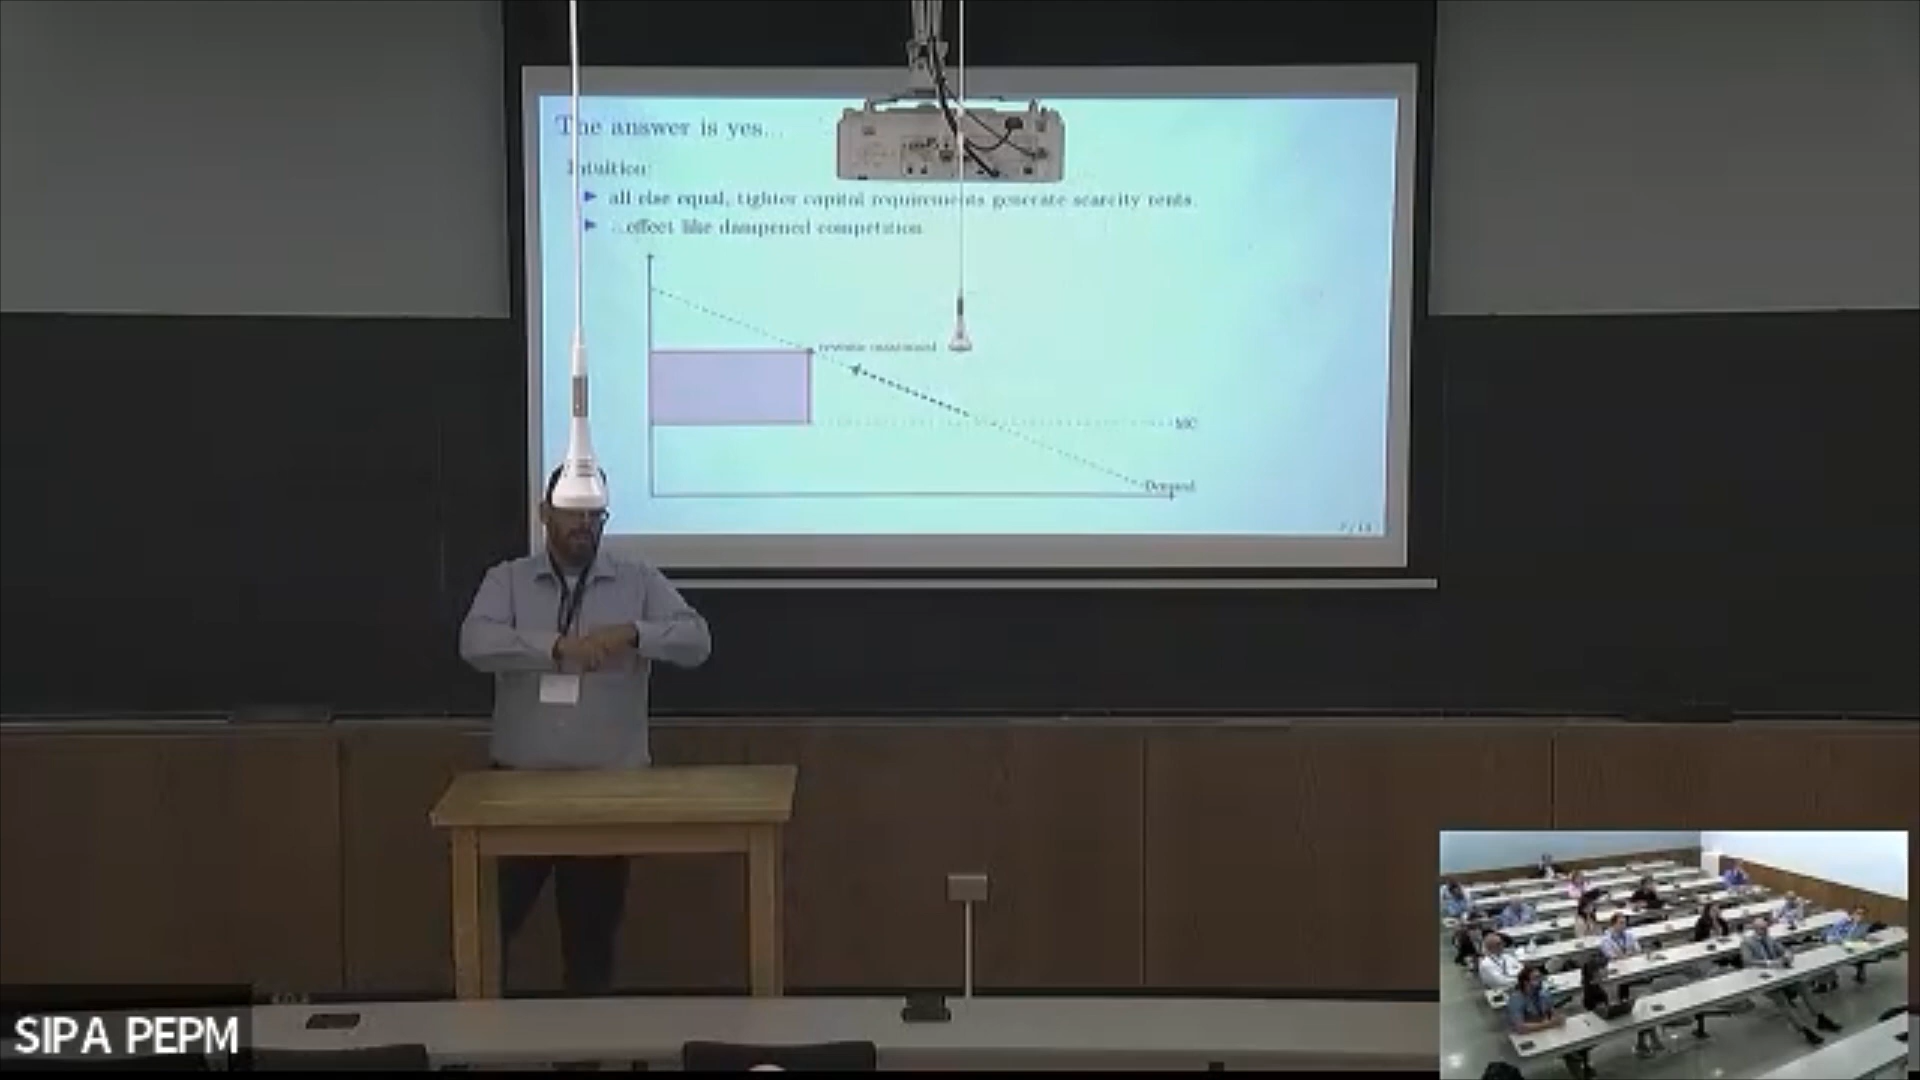 The answer is yes...
Intuition:
all else equal, tighter capital requirements generate scarcity rents.
...effect like dampened competition
MC
Demand
SIPA PEPM